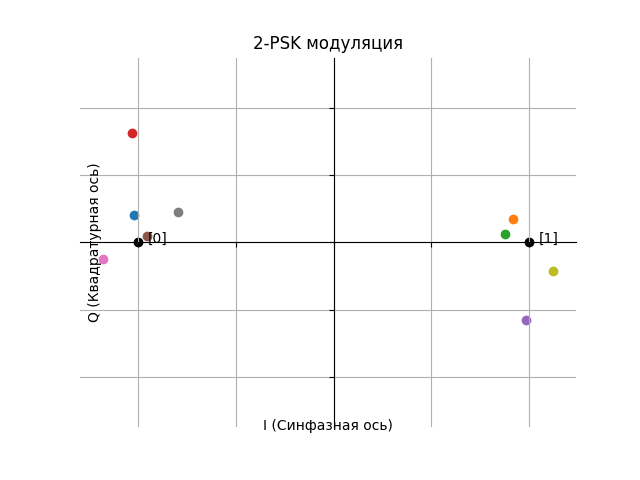 2-PSK модуляция
Q (Квадратурная ось)
[0]
[1]
I (Синфазная ось)